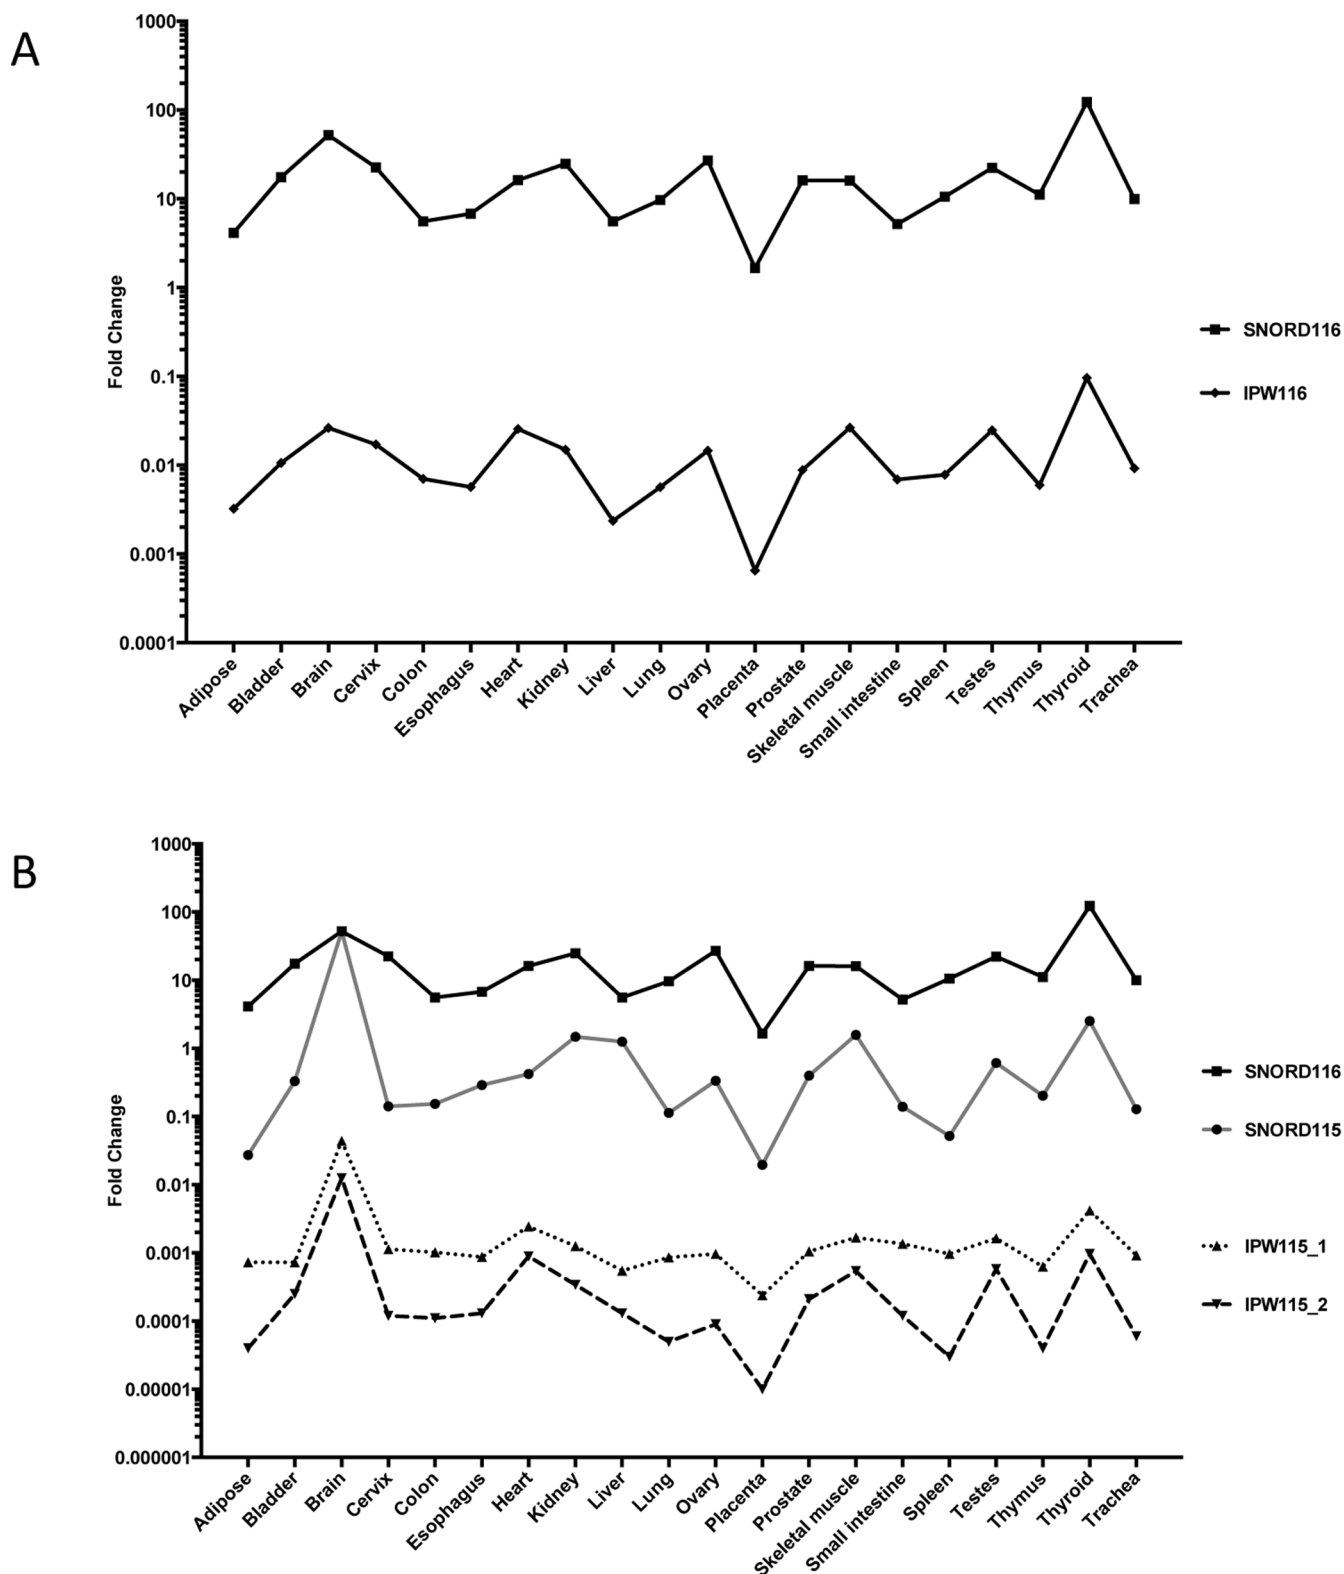 A
1000
100
10
1
0.1
0.01
0.001
0.0001
Fold Change
Adipose
Bladder
Brain
Cervix
Colon
Esophagus
Heart
Kidney
Liver
Lung
Ovary
Placenta
Prostate
Skeletal muscle
Small intestine
Spleen
Testes
Thymus
Thyroid
Trachea
SNORD116
IPW116
B
1000
100
10
1
0.1
0.01
0.001
0.0001
0.00001
0.000001
Fold Change
Adipose
Bladder
Brain
Cervix
Colon
Esophagus
Heart
Kidney
Liver
Lung
Ovary
Placenta
Prostate
Skeletal muscle
Small intestine
Spleen
Testes
Thymus
Thyroid
Trachea
SNORD116
SNORD115
IPW115_1
IPW115_2